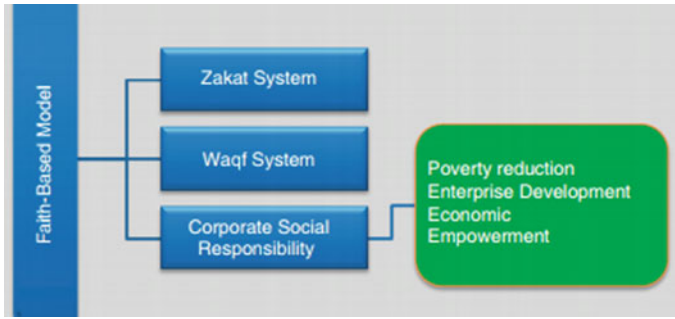 Faith-Based Model
Zakat System
Waqf System
Corporate Social
Responsibility
Poverty reduction
Enterprise Development
Economic
Empowerment